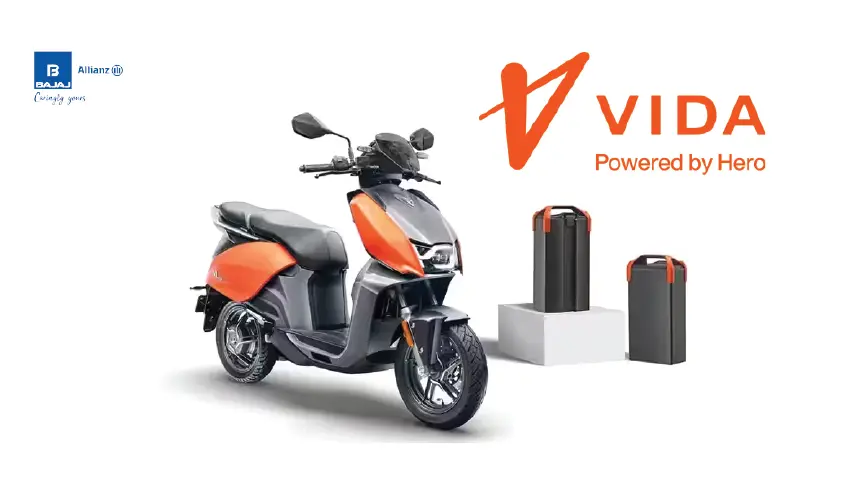 B
BAJAJ
Allianz
Caringly yours
VIDA
Powered by Hero